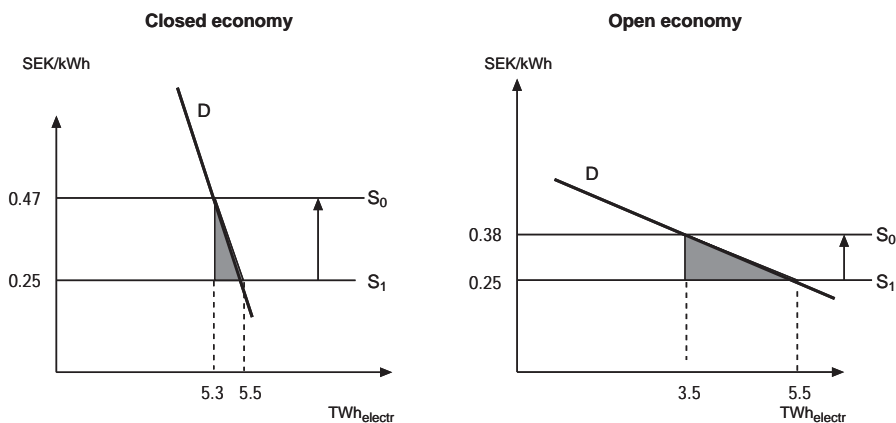 Closed economy
SEK/kWh
D
0.47
S₀
0.25
S₁
5.3 5.5
TWhₑₗₑcₜᵣ
Open economy
SEK/kWh
D
0.38
S₀
0.25
S₁
3.5 5.5
TWhₑₗₑcₜᵣ